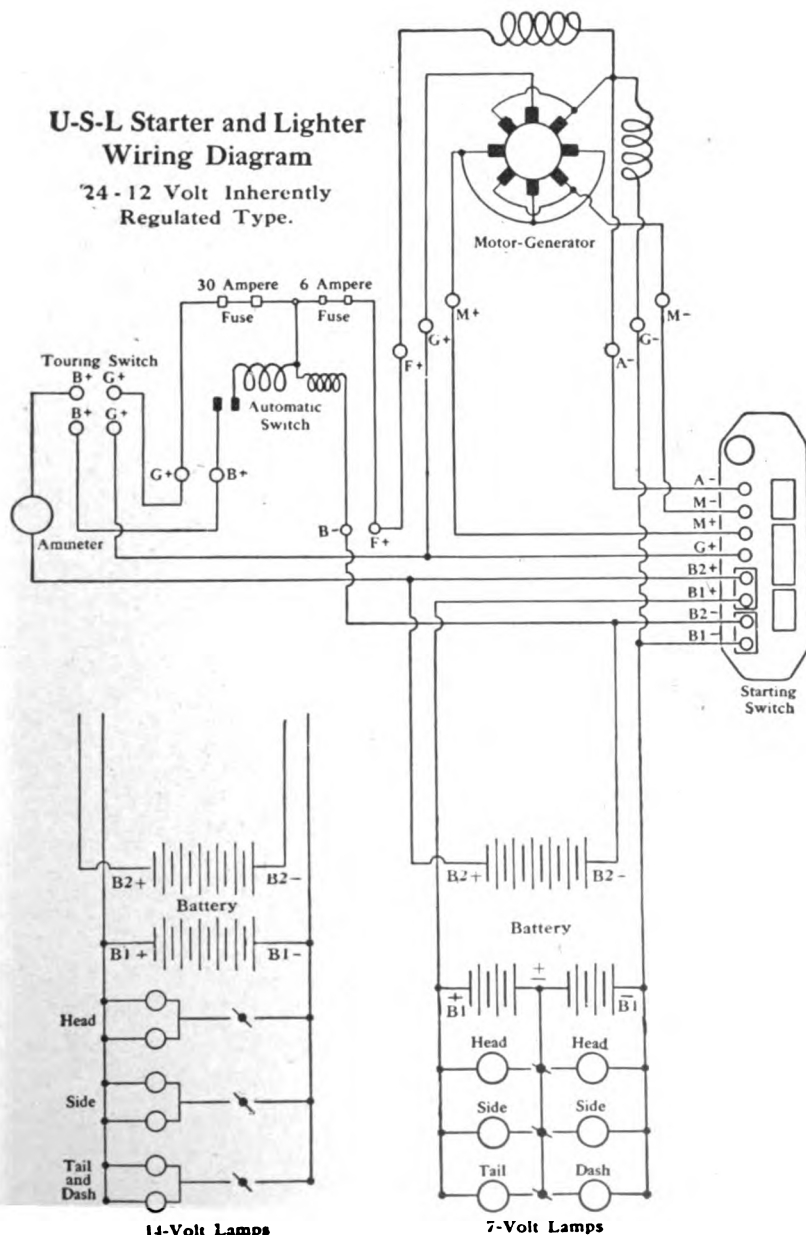 U-S-L Starter and Lighter
Wiring Diagram
24 - 12 Volt Inherently
Regulated Type.
Motor-Generator
30 Ampere
Fuse
6 Ampere
Fuse
M+
M-
G+
G-
F+
A-
Touring Switch
B+ G+
B+ G+
Automatic
Switch
G+
B+
Ammeter
B-
F+
A-
M-
M+
G+
B2+
B1+
B2-
B1-
Starting
Switch
B2+
B2-
Battery
B1+
B1-
Head
Side
Tail
and
Dash
14-Volt Lamps
B2+
B2-
Battery
+
B1
+
-
-
B1
Head
Head
Side
Side
Tail
Dash
7-Volt Lamps